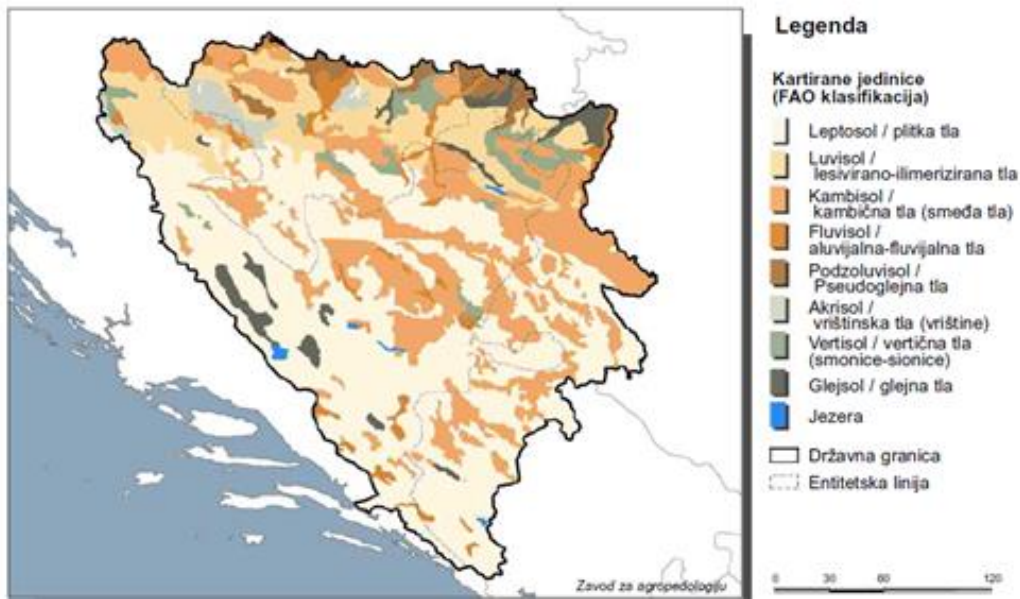 Legenda
Kartirane jedinice
(FAO klasifikacija)
Leptosol / plitka tla
Luvisol /
lesivirano-ilimerizirana tla
Kambisol /
kambična tla (smeđa tla)
Fluvisol /
aluvijalna-fluvijalna tla
Podzoluvisol /
Pseudoglejna tla
Akrisol /
vrištinska tla (vrištine)
Vertisol / vertična tla
(smonice-sionice)
Glejsol / glejna tla
Jezera
Državna granica
Entitetska linija
0 30 60 120
Zavod za agropedologiju